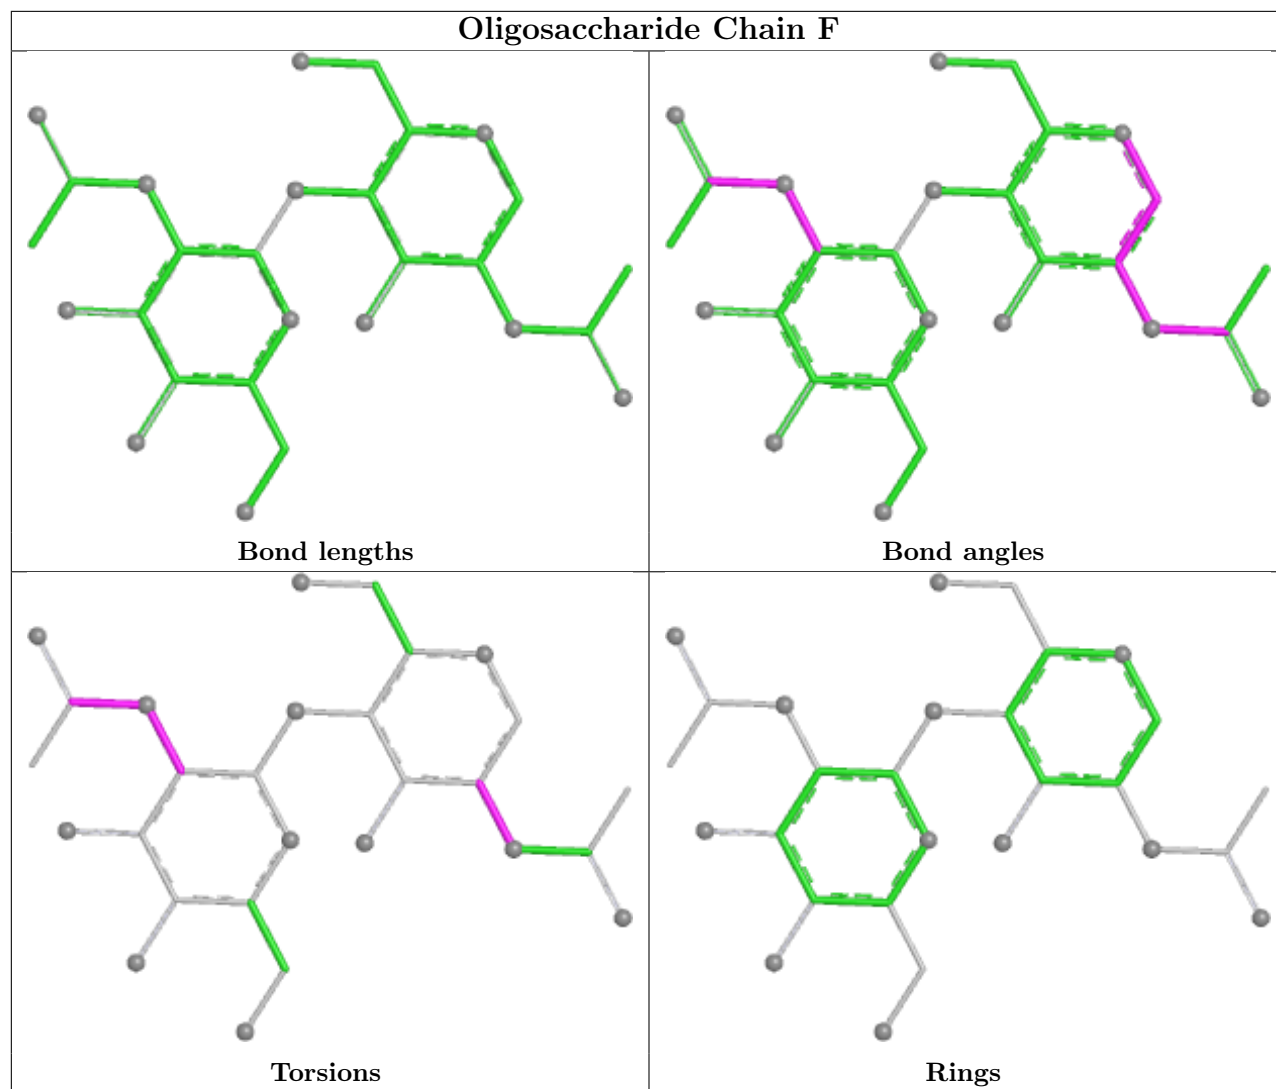 Oligosaccharide Chain F
Bond lengths
Bond angles
Torsions
Rings